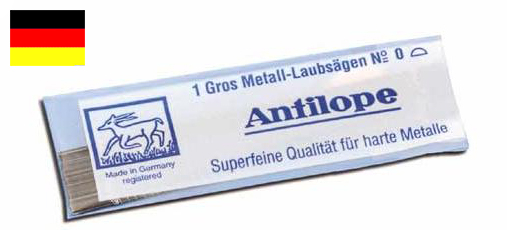 1 Gros Metall-Laubsägen № 0
Antilope
Superfeine Qualität für harte Metalle
Made in Germany
registered